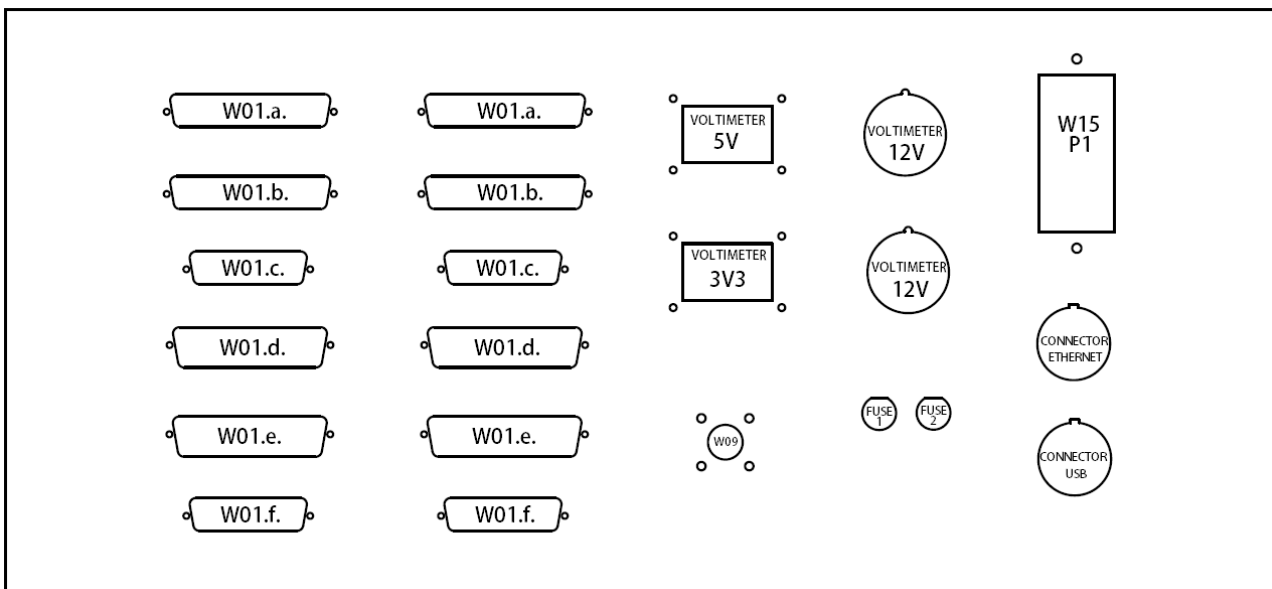 W01.a.
W01.a.
VOLTIMETER
5V
VOLTIMETER
12V
W15
P1
W01.b.
W01.b.
W01.c.
W01.c.
VOLTIMETER
3V3
VOLTIMETER
12V
W01.d.
W01.d.
CONNECTOR
ETHERNET
W01.e.
W01.e.
W09
FUSE
1
FUSE
2
CONNECTOR
USB
W01.f.
W01.f.